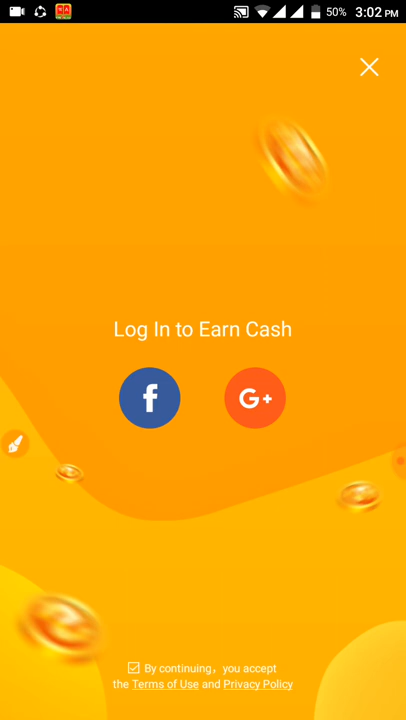 50% 3:02 PM
Log In to Earn Cash
f G+
By continuing，you accept
the Terms of Use and Privacy Policy